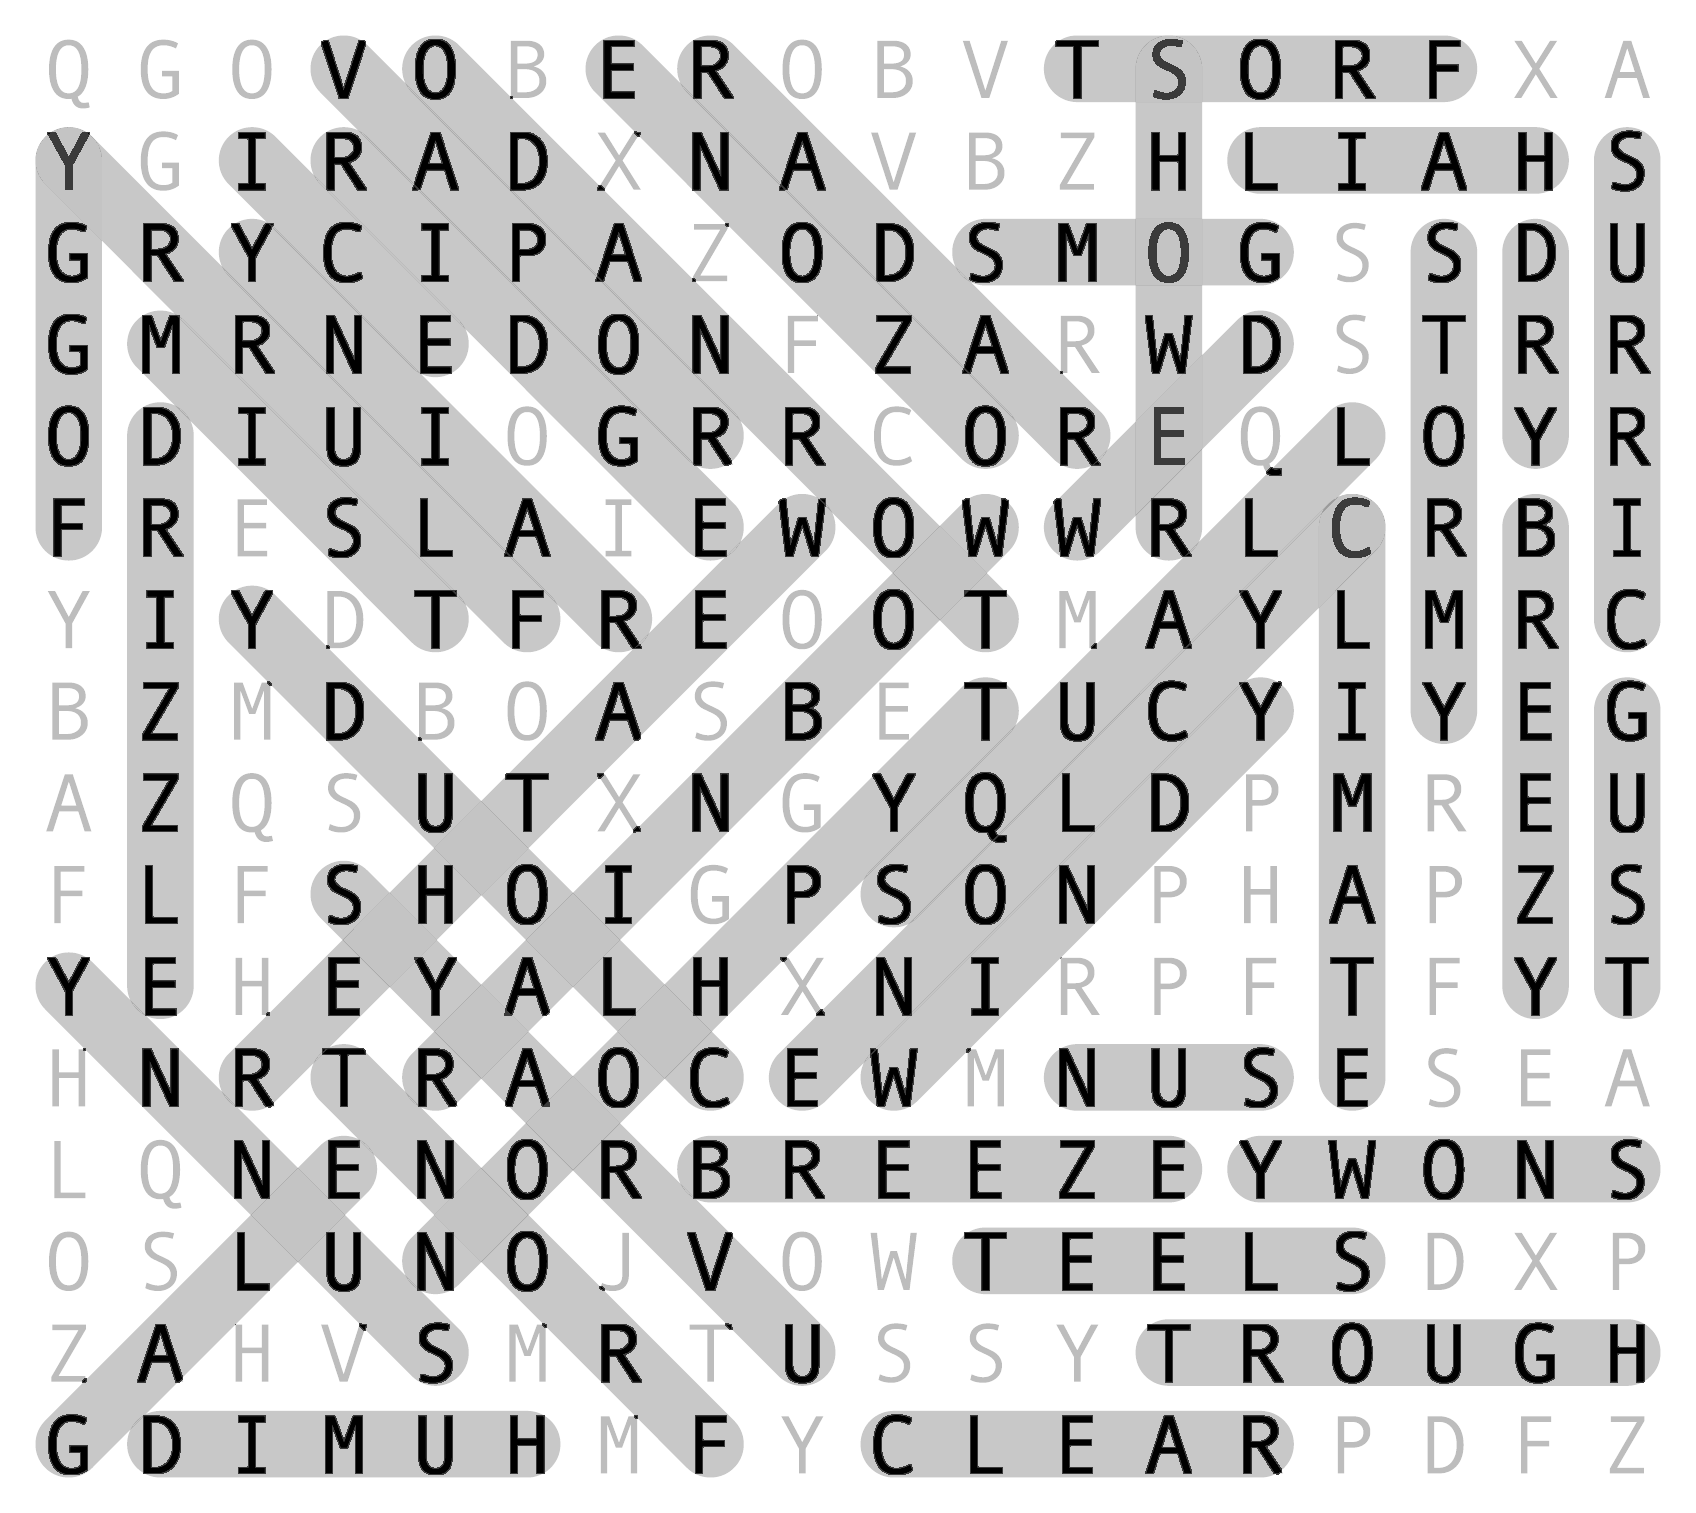 Q G O V O B E R O B V T S O R F X A
Y G I R A D X N A V B Z H L I A H S
G R Y C I P A Z O D S M O G S S D U
G M R N E D O N F Z A R W D S T R R
O D I U I O G R R C O R E Q L O Y R
F R E S L A I E W O W W R L C R B I
Y I Y D T F R E O O T M A Y L M R C
B Z M D B O A S B E T U C Y I Y E G
A Z Q S U T X N G Y Q L D P M R E U
F L F S H O I G P S O N P H A P Z S
Y E H E Y A L H X N I R P F T F Y T
H N R T R A O C E W M N U S E S E A
L Q N E N O R B R E E Z E Y W O N S
O S L U N O J V O W T E E L S D X P
Z A H V S M R T U S S Y T R O U G H
G D I M U H M F Y C L E A R P D F Z